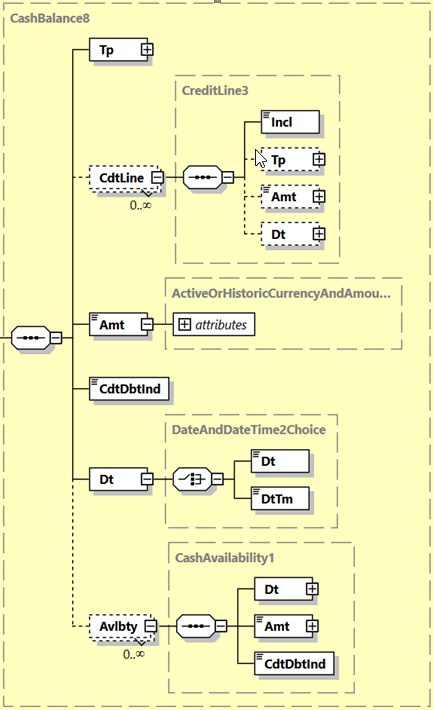 CashBalance8
Tp
CreditLine3
Incl
CdtLine
Tp
0..∞
Amt
Dt
ActiveOrHistoricCurrencyAndAmou...
Amt
attributes
CdtDbtInd
DateAndDateTime2Choice
Dt
Dt
DtTm
CashAvailability1
Dt
Avlbty
Amt
0..∞
CdtDbtInd